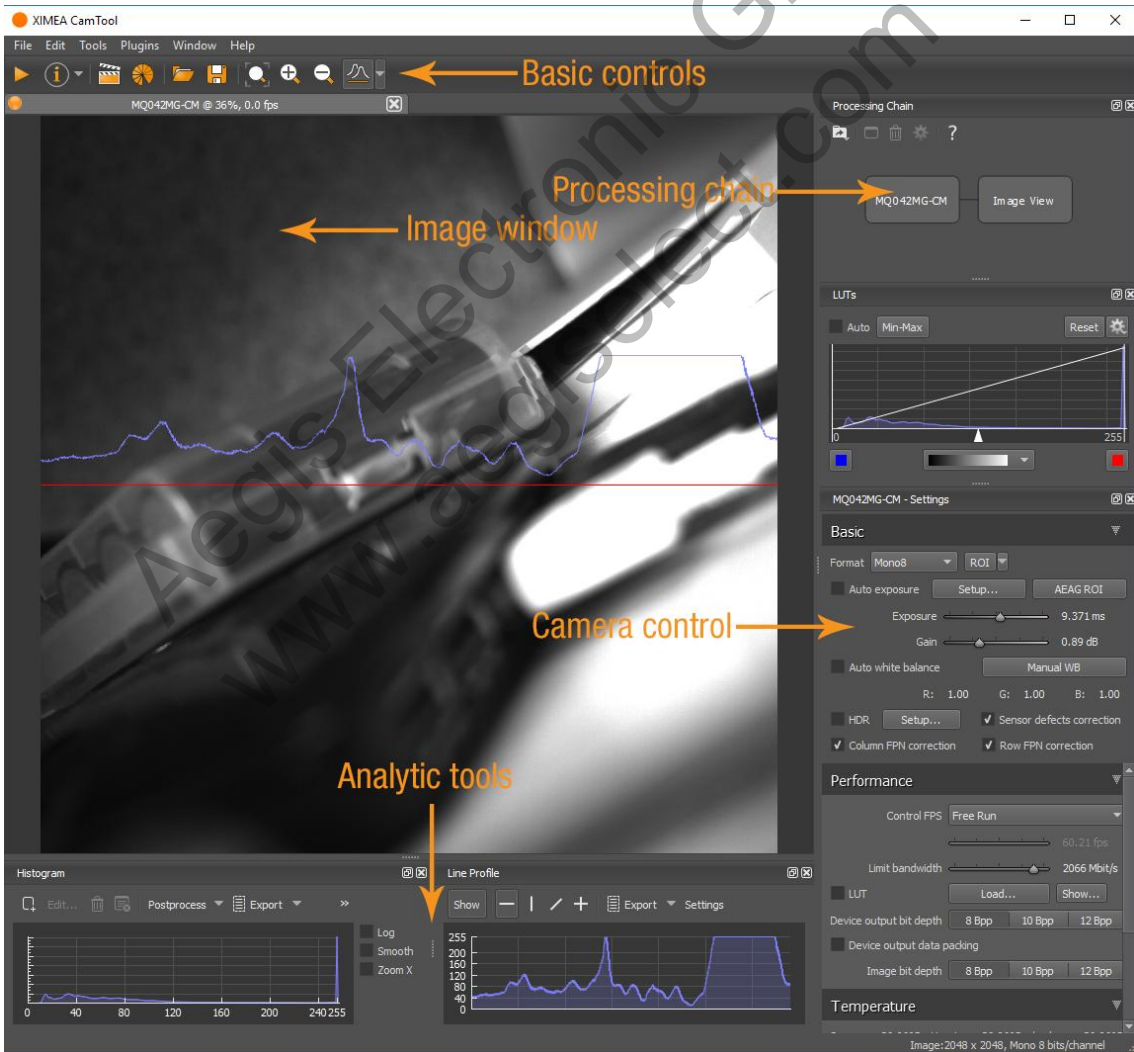 XIMEA CamTool
File Edit Tools Plugins Window Help
Basic controls
MQ042MG-CM @ 36%, 0.0 fps
Processing Chain
?
Processing chain
MQ042MG-CM
Image View
Image window
LUTs
Auto Min-Max Reset
0 255
MQ042MG-CM - Settings
Basic
Format Mono8 ROI
Auto exposure Setup... AEAG ROI
Exposure 9.371 ms
Camera control
Gain 0.89 dB
Auto white balance Manual WB
R: 1.00 G: 1.00 B: 1.00
HDR Setup... Sensor defects correction
Column FPN correction Row FPN correction
Analytic tools
Performance
Control FPS Free Run
60.21 fps
Limit bandwidth 2066 Mbit/s
LUT Load... Show...
Device output bit depth 8 Bpp 10 Bpp 12 Bpp
Device output data packing
Image bit depth 8 Bpp 10 Bpp 12 Bpp
Temperature
Histogram
Edit... Postprocess Export »
Log
Smooth
Zoom X
0 40 80 120 160 200 240 255
Line Profile
Show Export Settings
255
200
160
120
80
40
0
Image:2048 x 2048, Mono 8 bits/channel
www.aegiselect.com